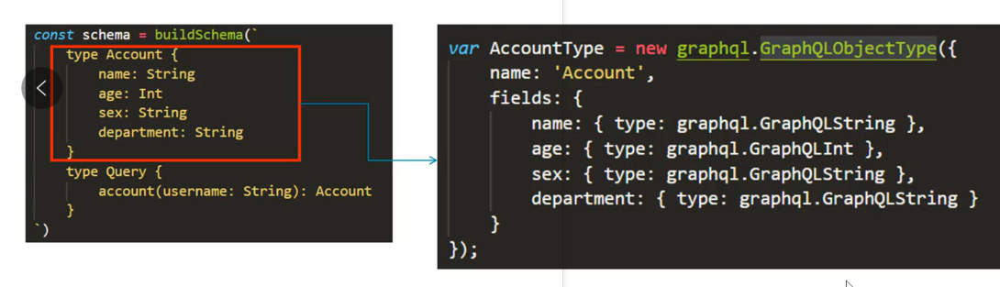 const schema = buildSchema(`
type Account {
name: String
age: Int
sex: String
department: String
}
type Query {
account(username: String): Account
}
`)
var AccountType = new graphql.GraphQLObjectType({
name: 'Account',
fields: {
name: { type: graphql.GraphQLString },
age: { type: graphql.GraphQLInt },
sex: { type: graphql.GraphQLString },
department: { type: graphql.GraphQLString }
}
});